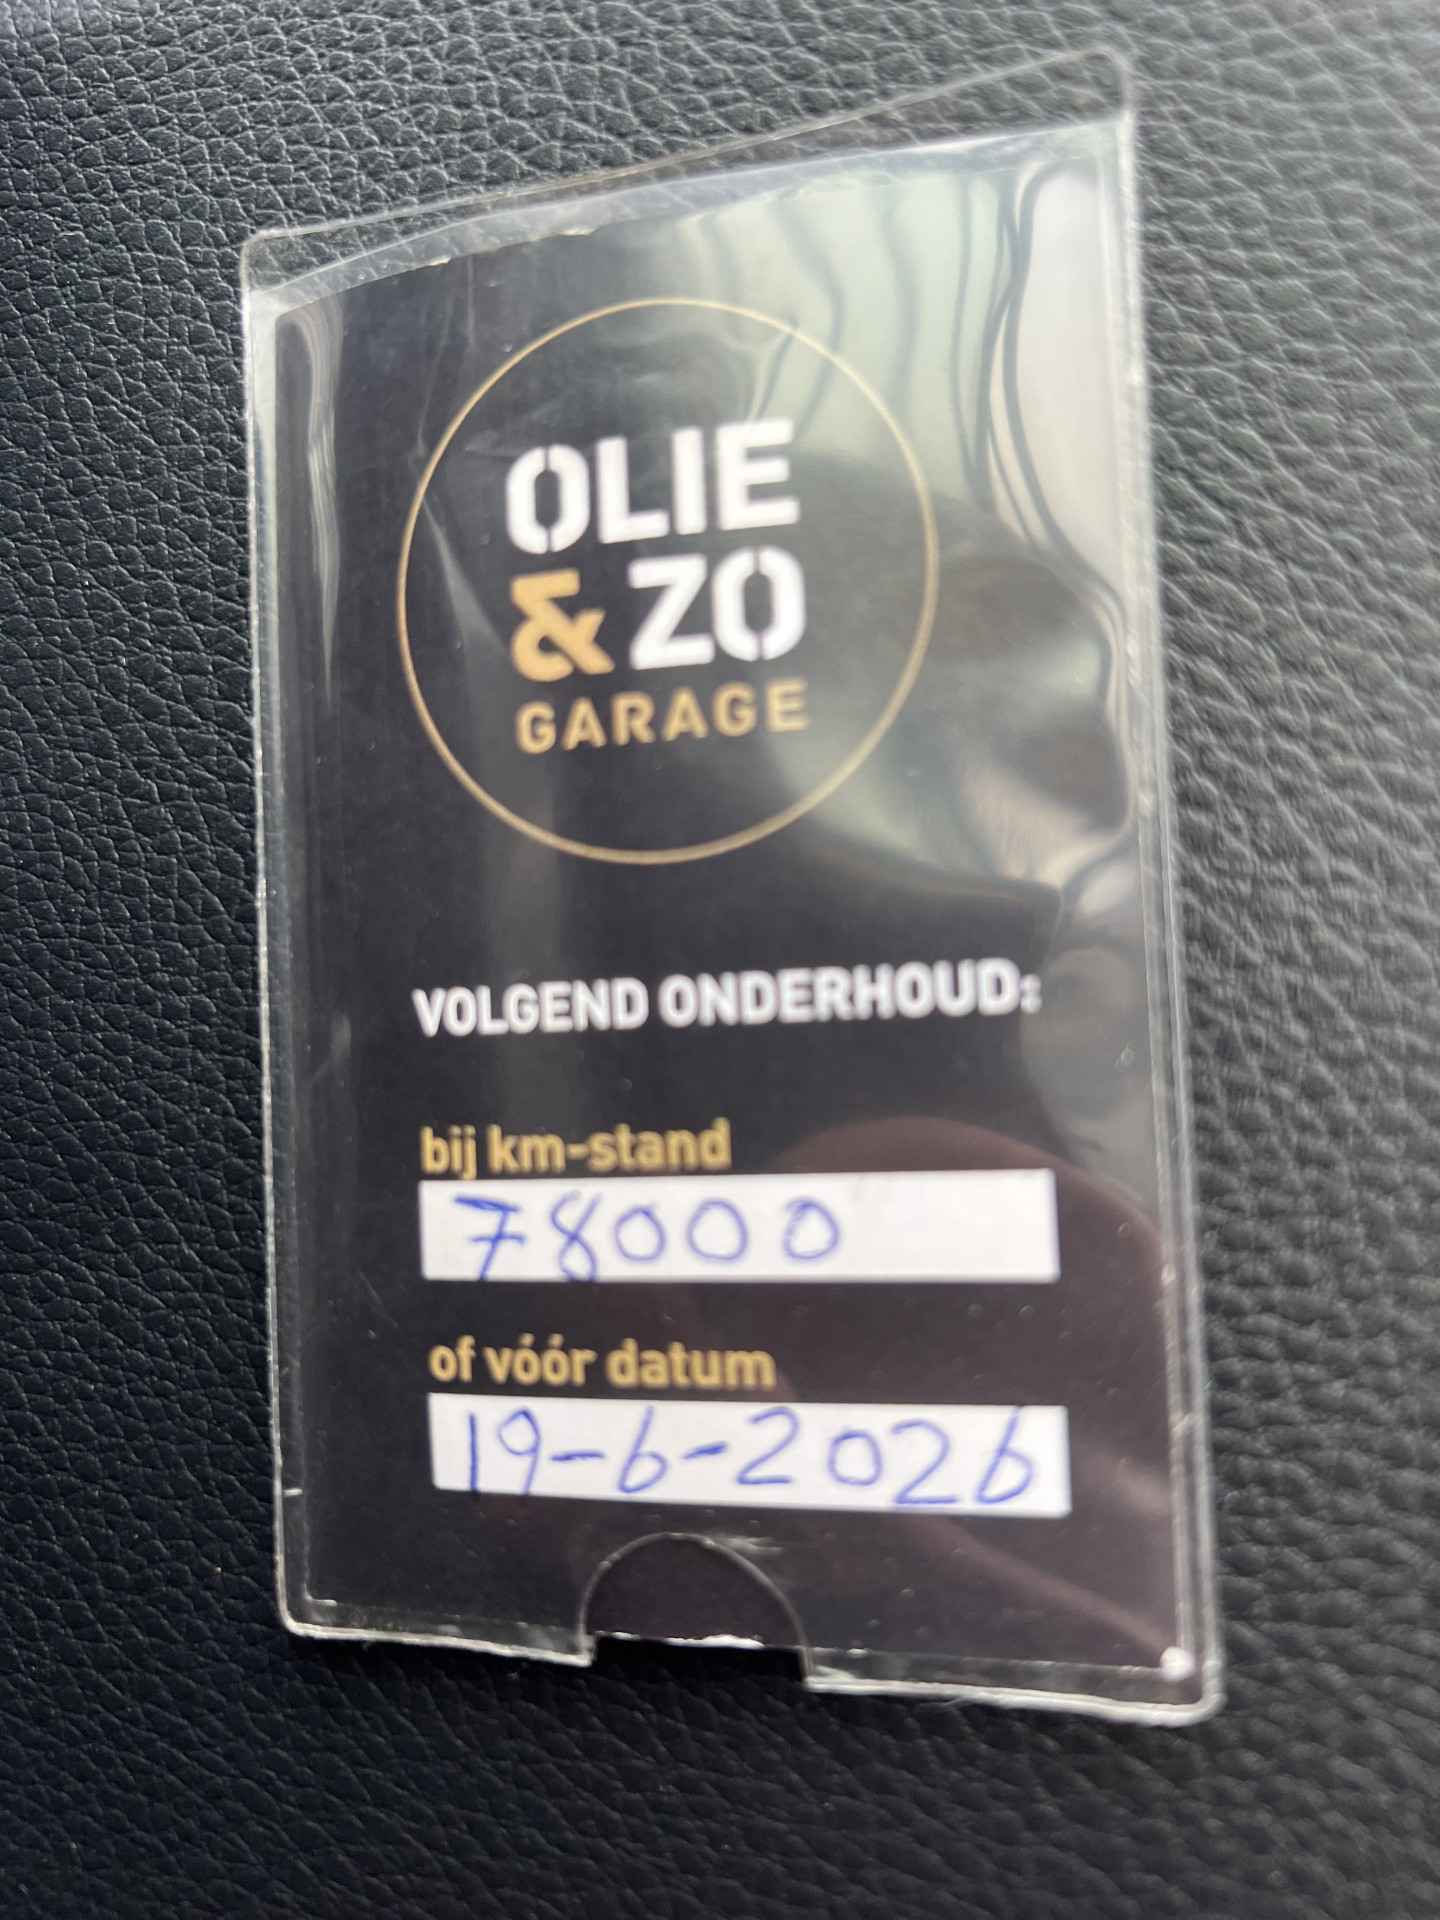 OLIE
& ZO
GARAGE
VOLGEND ONDERHOUD:
bij km-stand
78000
of vóór datum
19-6-2026